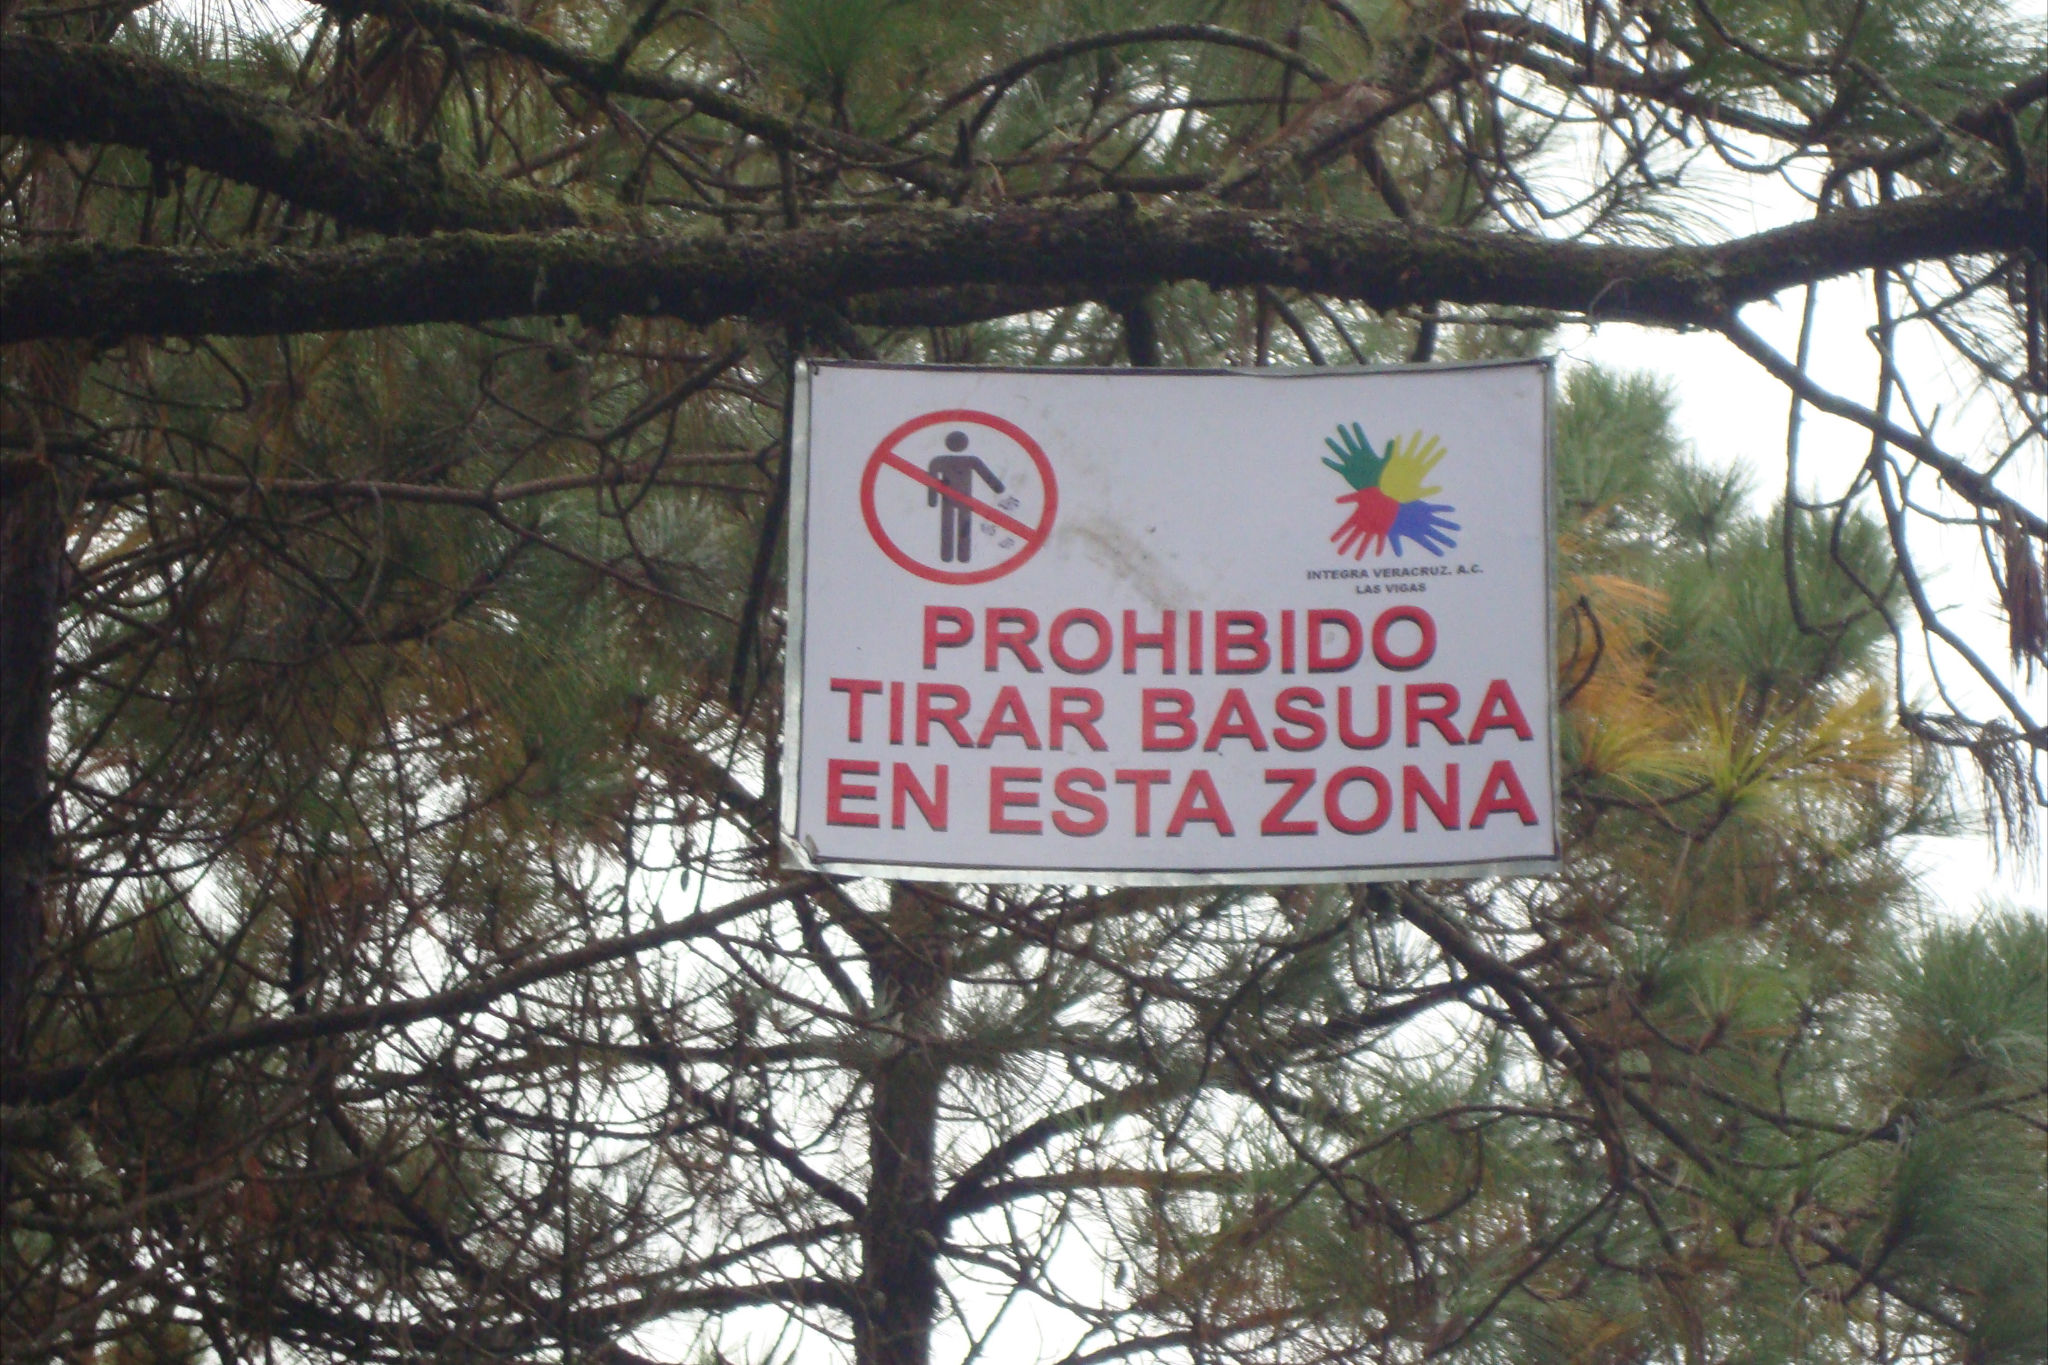 INTEGRA VERACRUZ. A.C.
LAS VIGAS
PROHIBIDO
TIRAR BASURA
EN ESTA ZONA